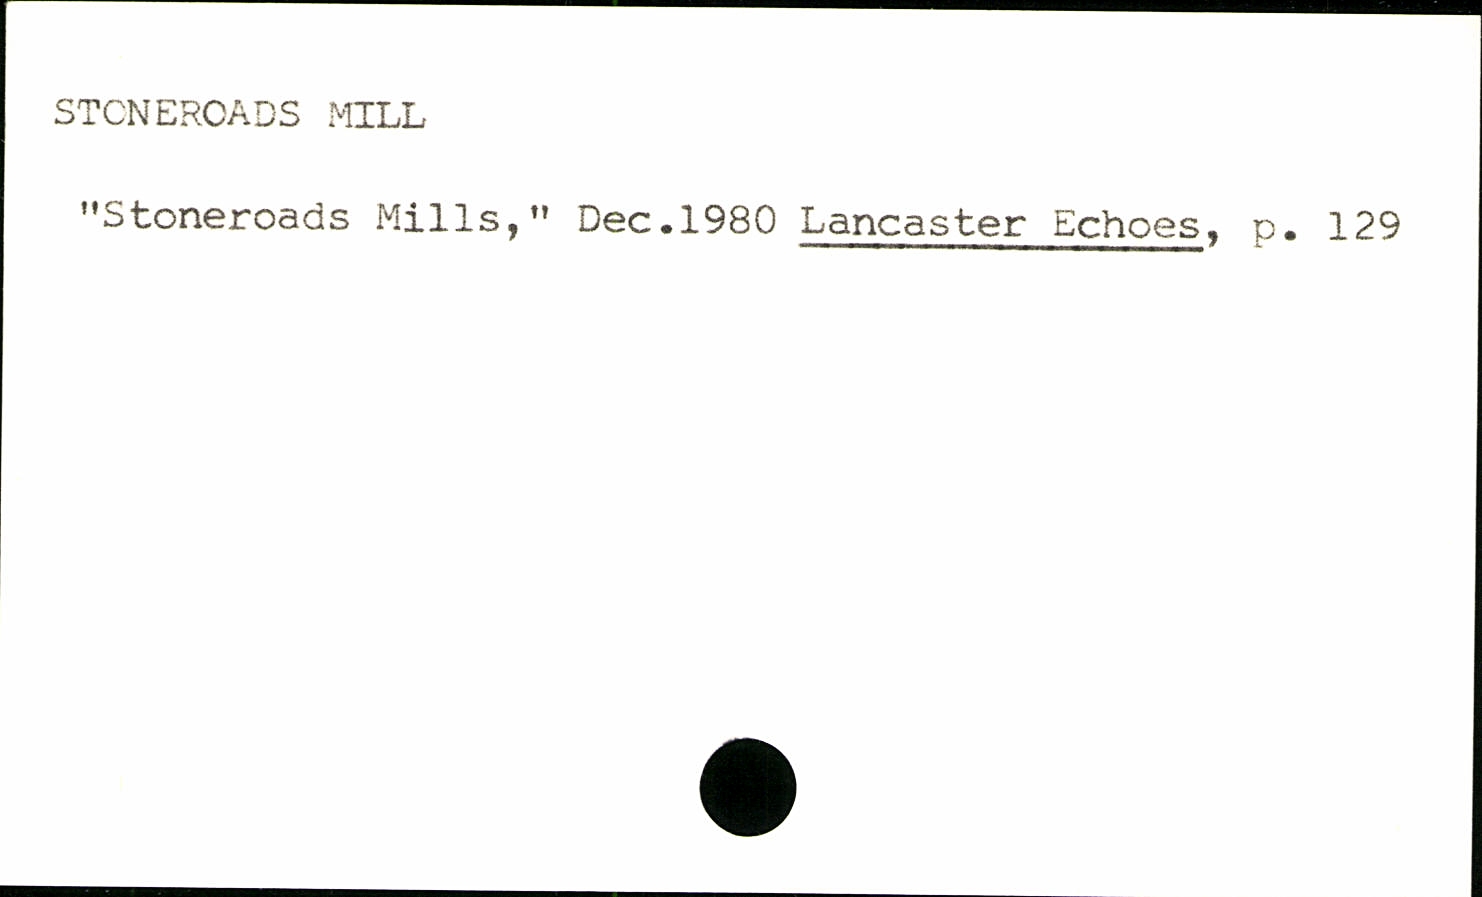 STONEROADS MILL
"Stoneroads Mills," Dec.1980 Lancaster Echoes, p. 129